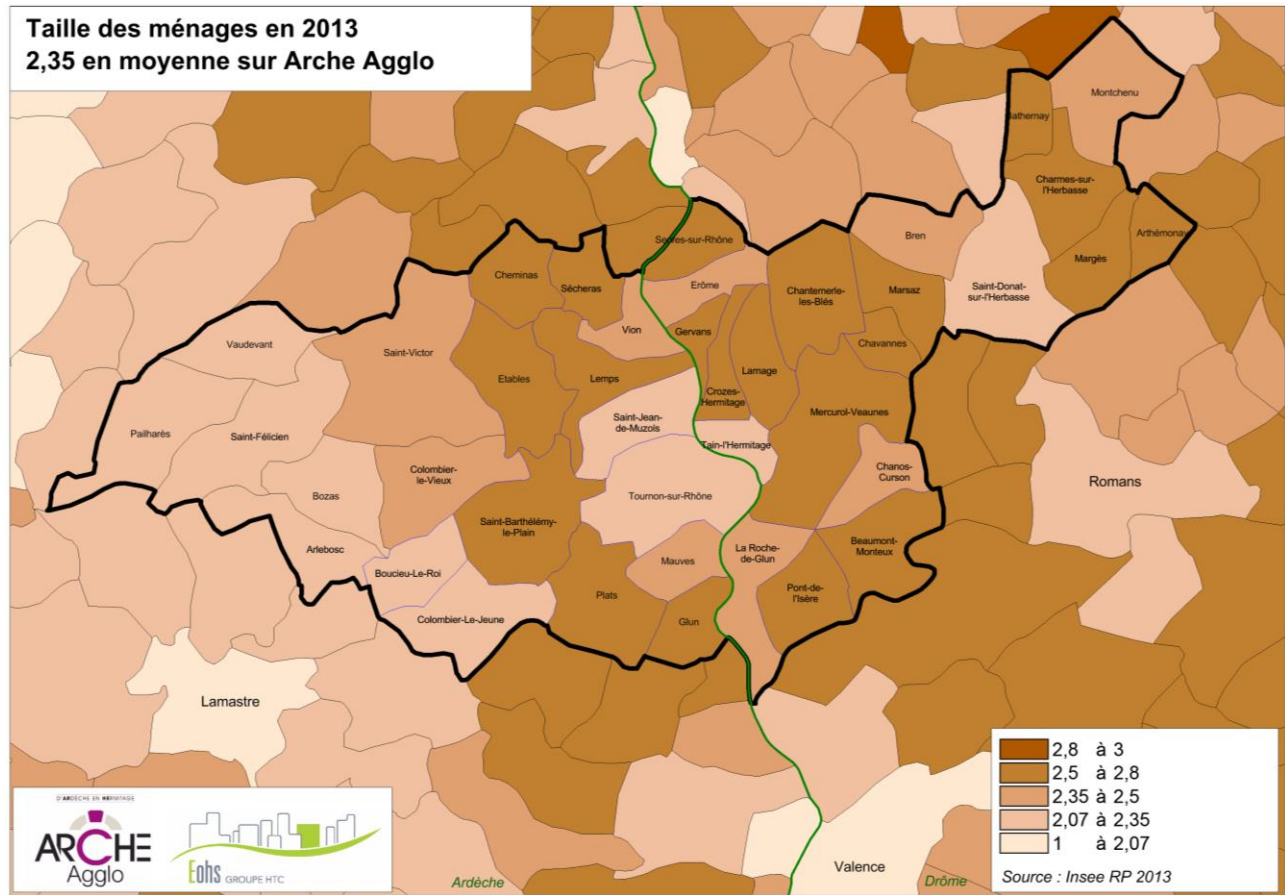 Taille des ménages en 2013
2,35 en moyenne sur Arche Agglo
Montchenu
Bathernay
Charmes-sur-
l'Herbasse
Arthémonay
Margès
Bren
Saint-Donat
-sur-l'Herbasse
Serves-sur-Rhône
Erôme
Chantemerle-
les-Blés
Marsaz
Chavannes
Cheminas
Sécheras
Vion
Gervans
Vaudevant
Saint-Victor
Etables
Lemps
Crozes-
Hermitage
Larnage
Mercurol-Veaunes
Pailharès
Saint-Félicien
Saint-Jean-
de-Muzols
Tain-l'Hermitage
Colombier-
le-Vieux
Chanos-
Curson
Romans
Bozas
Tournon-sur-Rhône
Saint-Barthélémy-
le-Plain
Arlebosc
La Roche-
de-Glun
Beaumont-
Monteux
Mauves
Boucieu-Le-Roi
Plats
Pont-de-
l'Isère
Colombier-Le-Jeune
Glun
Lamastre
2,8 à 3
2,5 à 2,8
2,35 à 2,5
2,07 à 2,35
1 à 2,07
Source : Insee RP 2013
D'ARDÈCHE EN HERMITAGE
ARCHE
Agglo
Eohs GROUPE HTC
Ardèche
Valence
Drôme